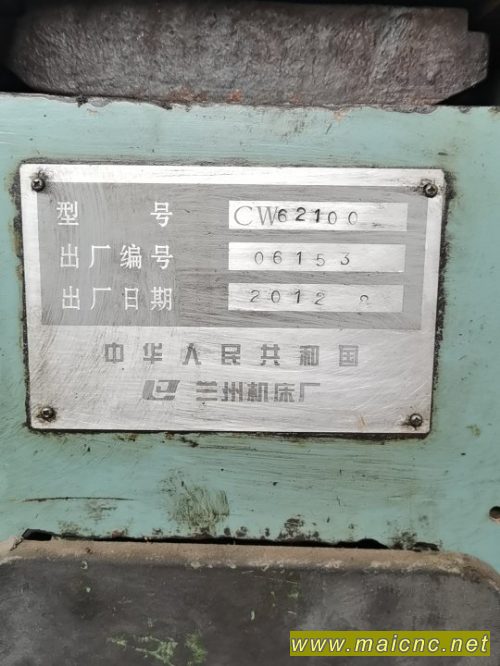 型 号 CW62100
出厂编号 06153
出厂日期 2012 8
中华人民共和国
兰州机床厂
www.maicnc.net